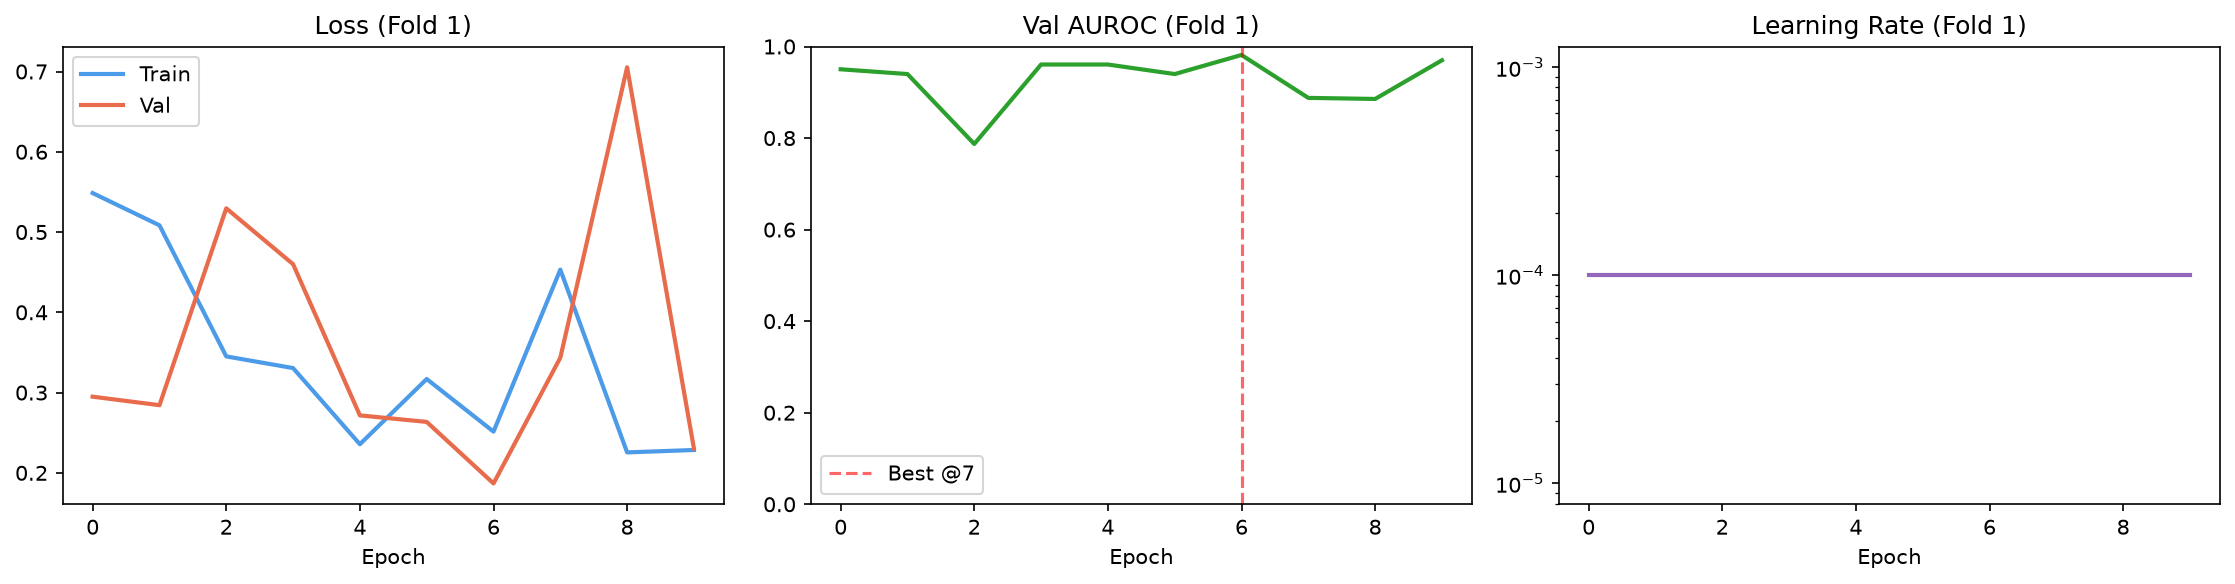 Loss (Fold 1)
Train
Val
0.7
0.6
0.5
0.4
0.3
0.2
0 2 4 6 8
Epoch
Val AUROC (Fold 1)
1.0
0.8
0.6
0.4
0.2
0.0
Best @7
0 2 4 6 8
Epoch
Learning Rate (Fold 1)
10⁻³
10⁻⁴
10⁻⁵
0 2 4 6 8
Epoch